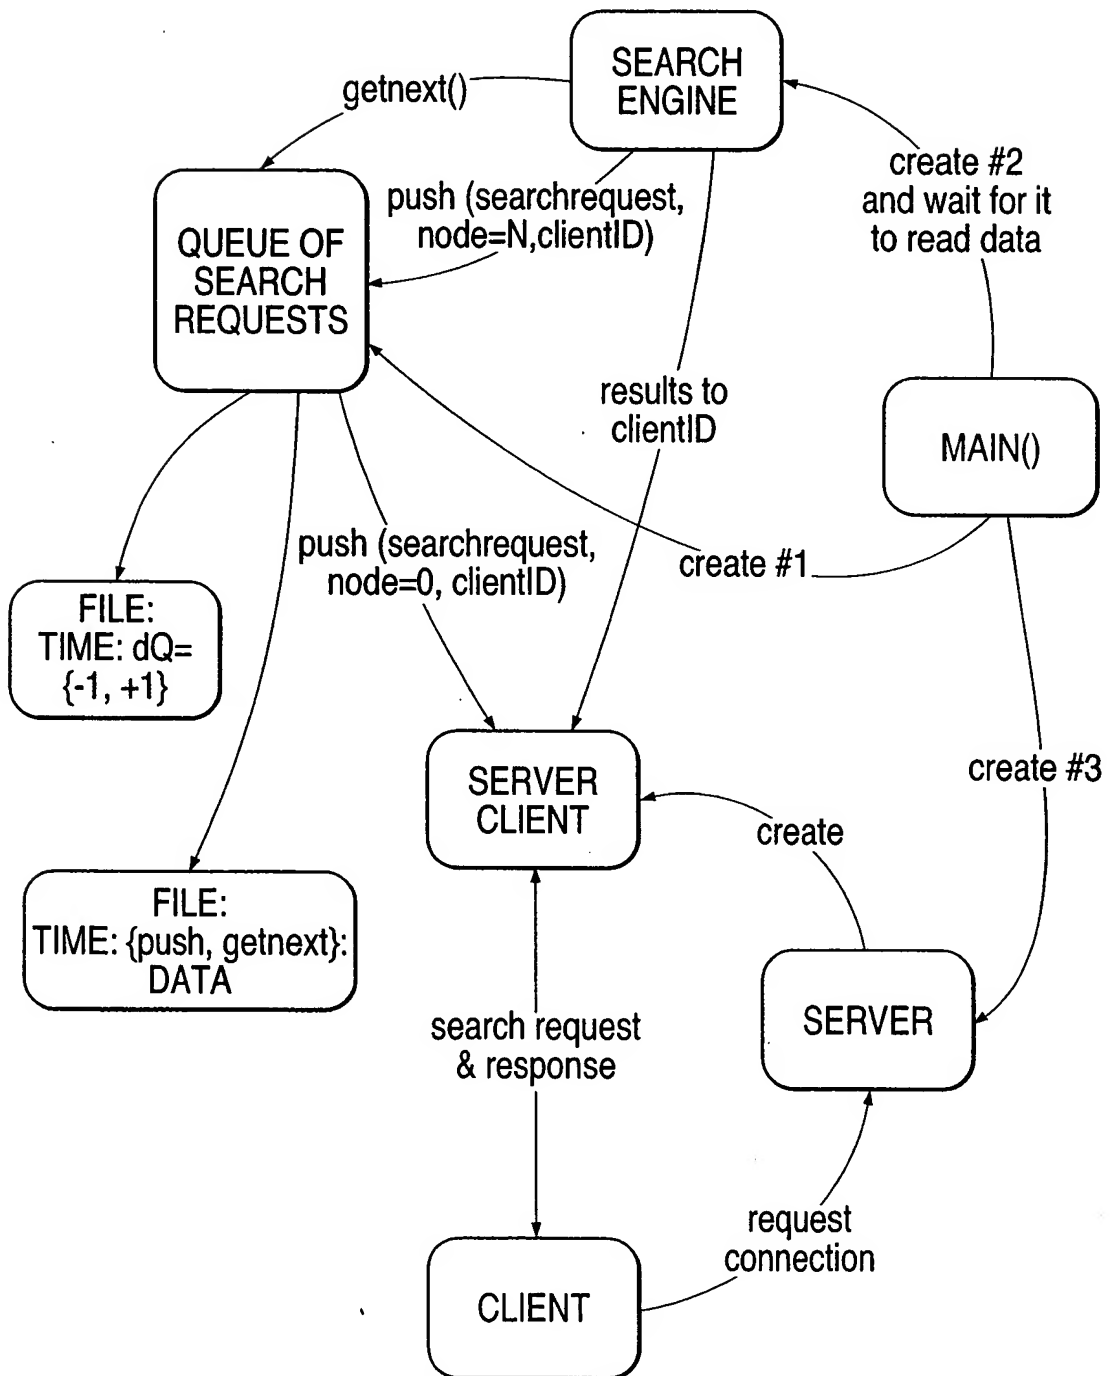 SEARCH
ENGINE
getnext()
create #2
and wait for it
to read data
push (searchrequest,
node=N,clientID)
QUEUE OF
SEARCH
REQUESTS
results to
clientID
MAIN()
push (searchrequest,
node=0, clientID)
create #1
FILE:
TIME: dQ=
{-1, +1}
create #3
SERVER
CLIENT
create
FILE:
TIME: {push, getnext}:
DATA
SERVER
search request
& response
request
connection
CLIENT